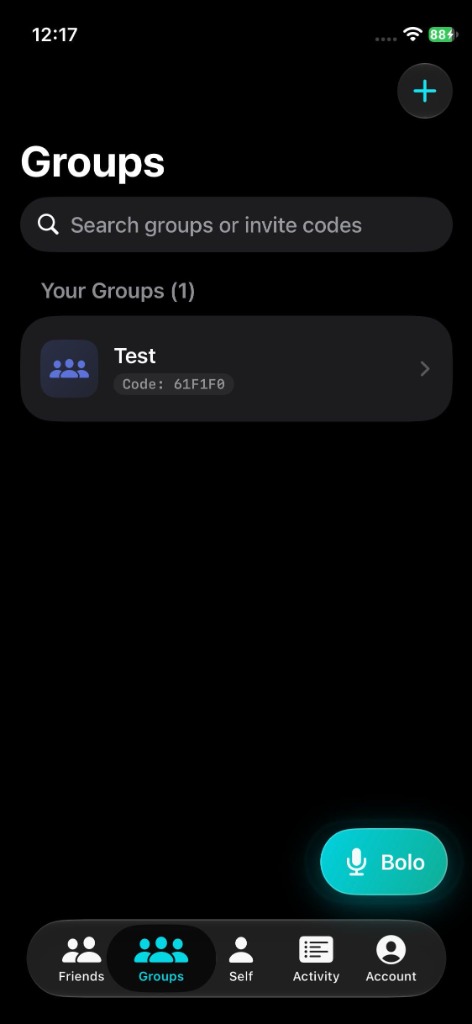 12:17
88
Groups
Search groups or invite codes
Your Groups (1)
Test
Code: 61F1F0
Bolo
Friends
Groups
Self
Activity
Account